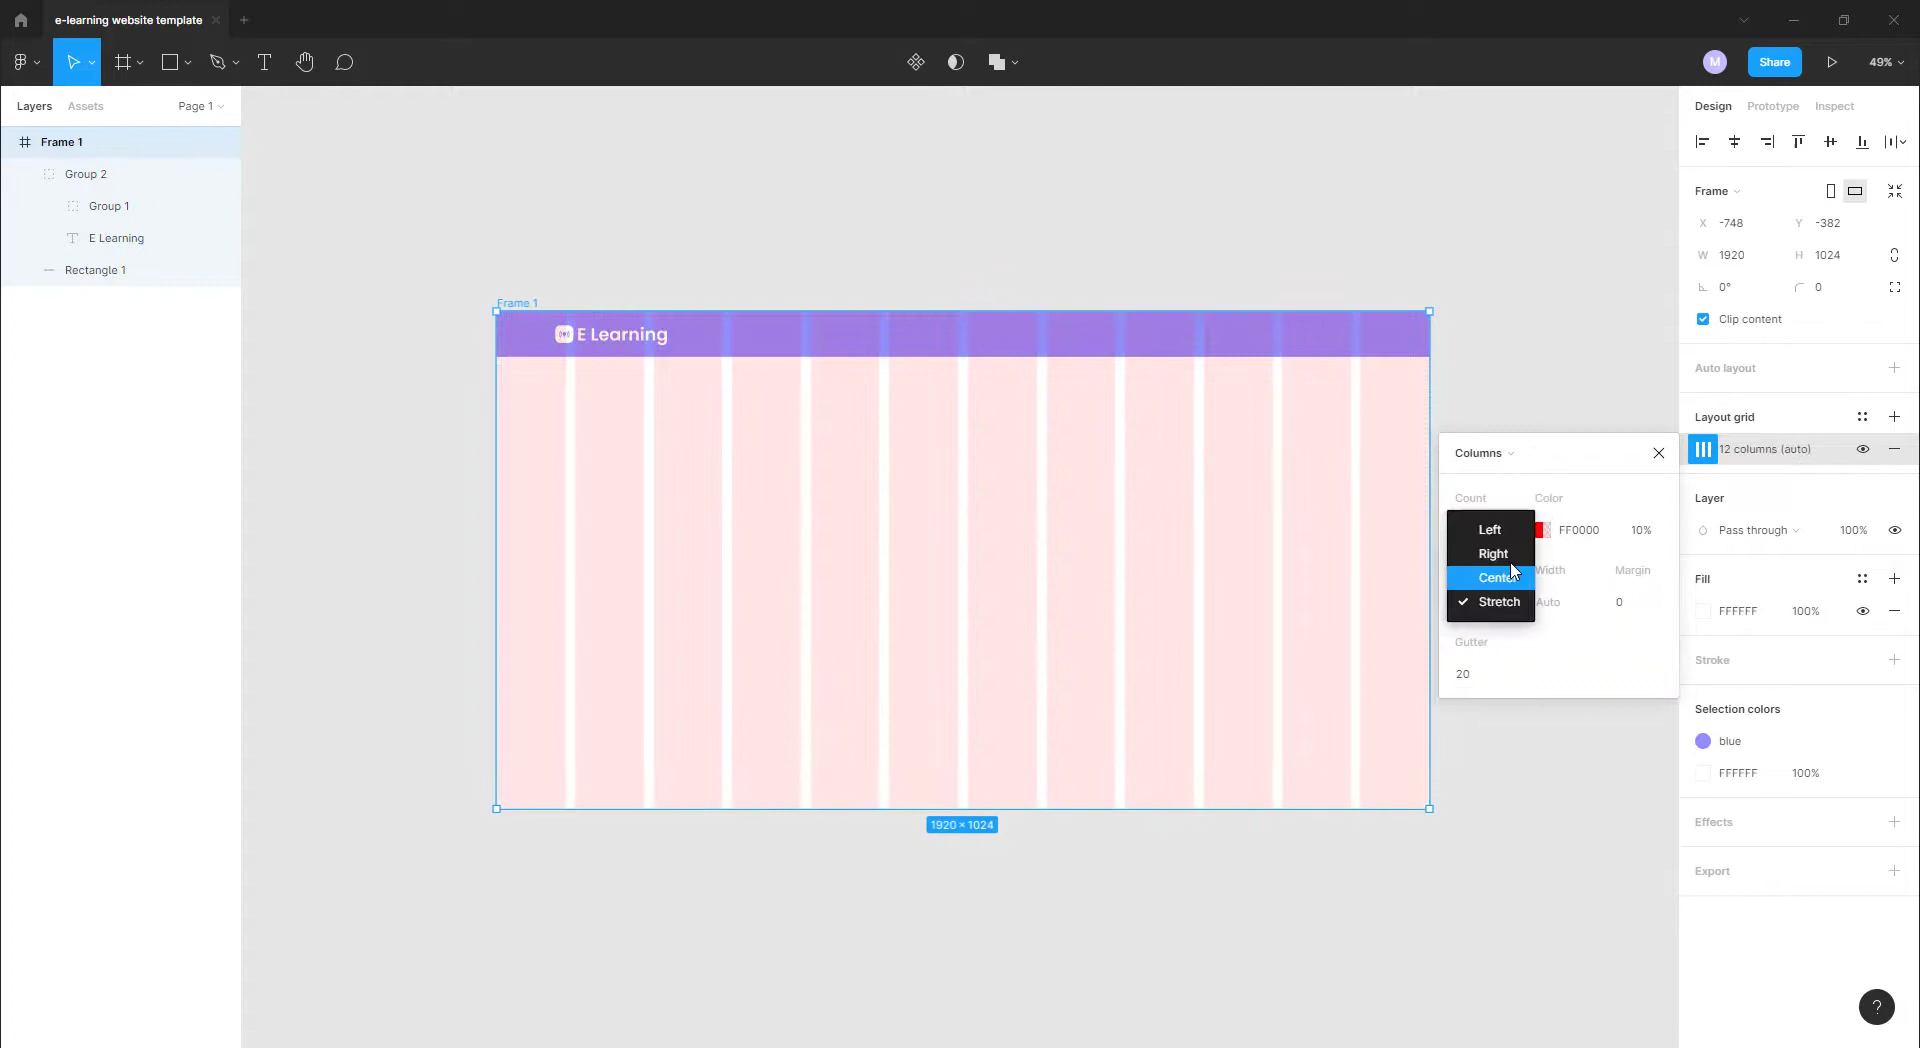 e-learning website template
M
Share
49%
Layers
Assets
Page 1
Design
Prototype
Inspect
Frame 1
Group 2
Group 1
E Learning
Rectangle 1
Frame
X -748
Y -382
W 1920
H 1024
0°
0
Clip content
Auto layout
Layout grid
12 columns (auto)
Layer
Pass through
100%
Fill
FFFFFF
100%
Stroke
Selection colors
blue
FFFFFF
100%
Effects
Export
Frame 1
E Learning
1920 × 1024
Columns
Count
Color
FF0000
10%
Left
Right
Center
Stretch
Width
Margin
Auto
0
Gutter
20
?